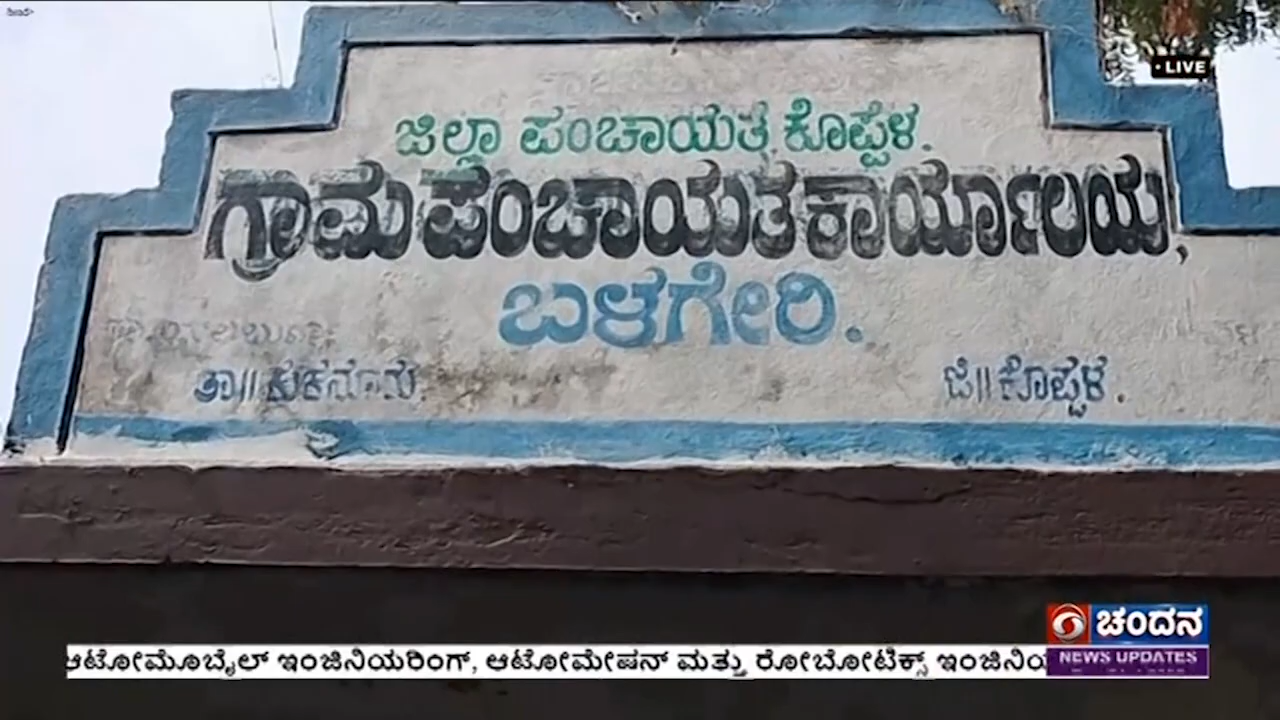 LIVE
ಜಿಲ್ಲಾ ಪಂಚಾಯತ ಕೊಪ್ಪಳ.
ಗ್ರಾಮ ಪಂಚಾಯತ ಕಾರ್ಯಾಲಯ,
ಬಳಗೇರಿ.
ತಾ|| ಕುಕನೂರು. ಜಿ|| ಕೊಪ್ಪಳ.
ಚಂದನ
NEWS UPDATES
ಆಟೋಮೊಬೈಲ್ ಇಂಜಿನಿಯರಿಂಗ್, ಆಟೋಮೇಷನ್ ಮತ್ತು ರೋಬೋಟಿಕ್ಸ್ ಇಂಜಿನಿಯ